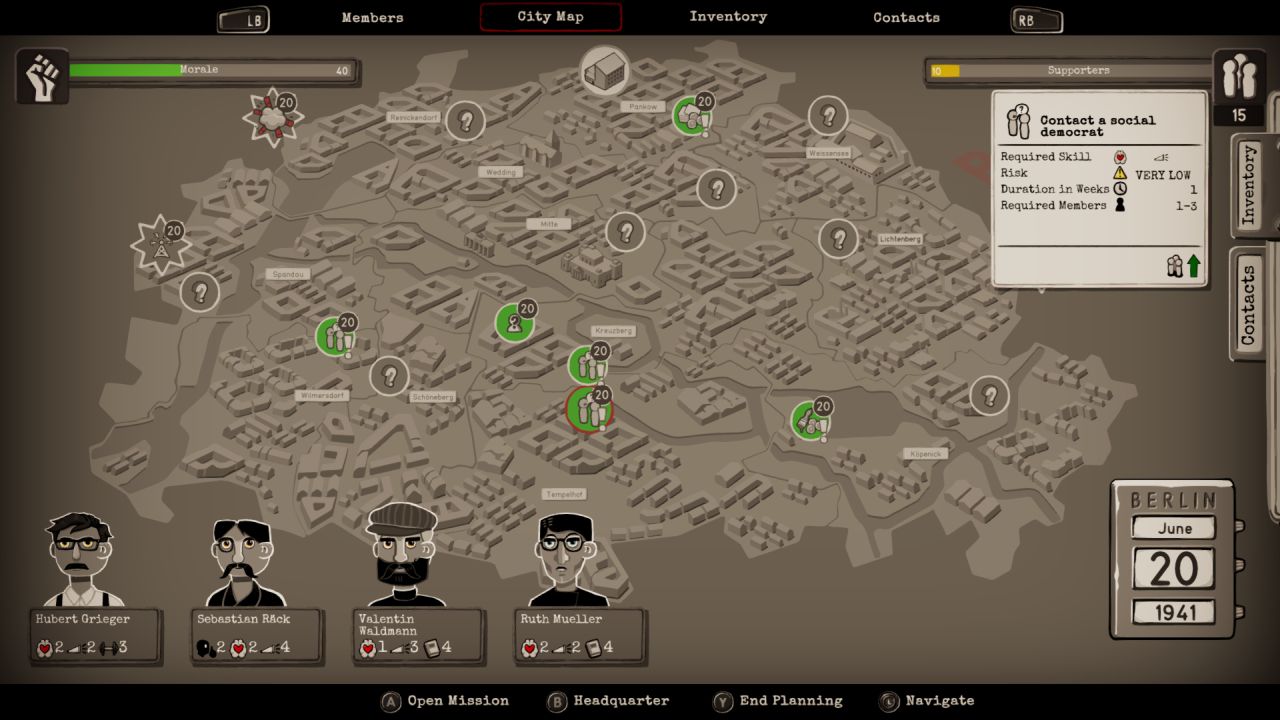 LB
Members
City Map
Inventory
Contacts
RB
Morale
40
10
Supporters
15
20
Reinickendorf
Pankow
20
Weissensee
Contact a social
democrat
Required Skill
Risk
VERY LOW
Duration in Weeks
1
Required Members
1-3
Inventory
Contacts
Wedding
Mitte
Lichtenberg
20
Spandau
20
20
Kreuzberg
20
20
Wilmersdorf
Schöneberg
20
Köpenick
Tempelhof
BERLIN
June
20
1941
Hubert Grieger
2 2 3
Sebastian Räck
2 2 4
Valentin
Waldmann
1 3 4
Ruth Mueller
2 2 4
A Open Mission
B Headquarter
Y End Planning
L Navigate